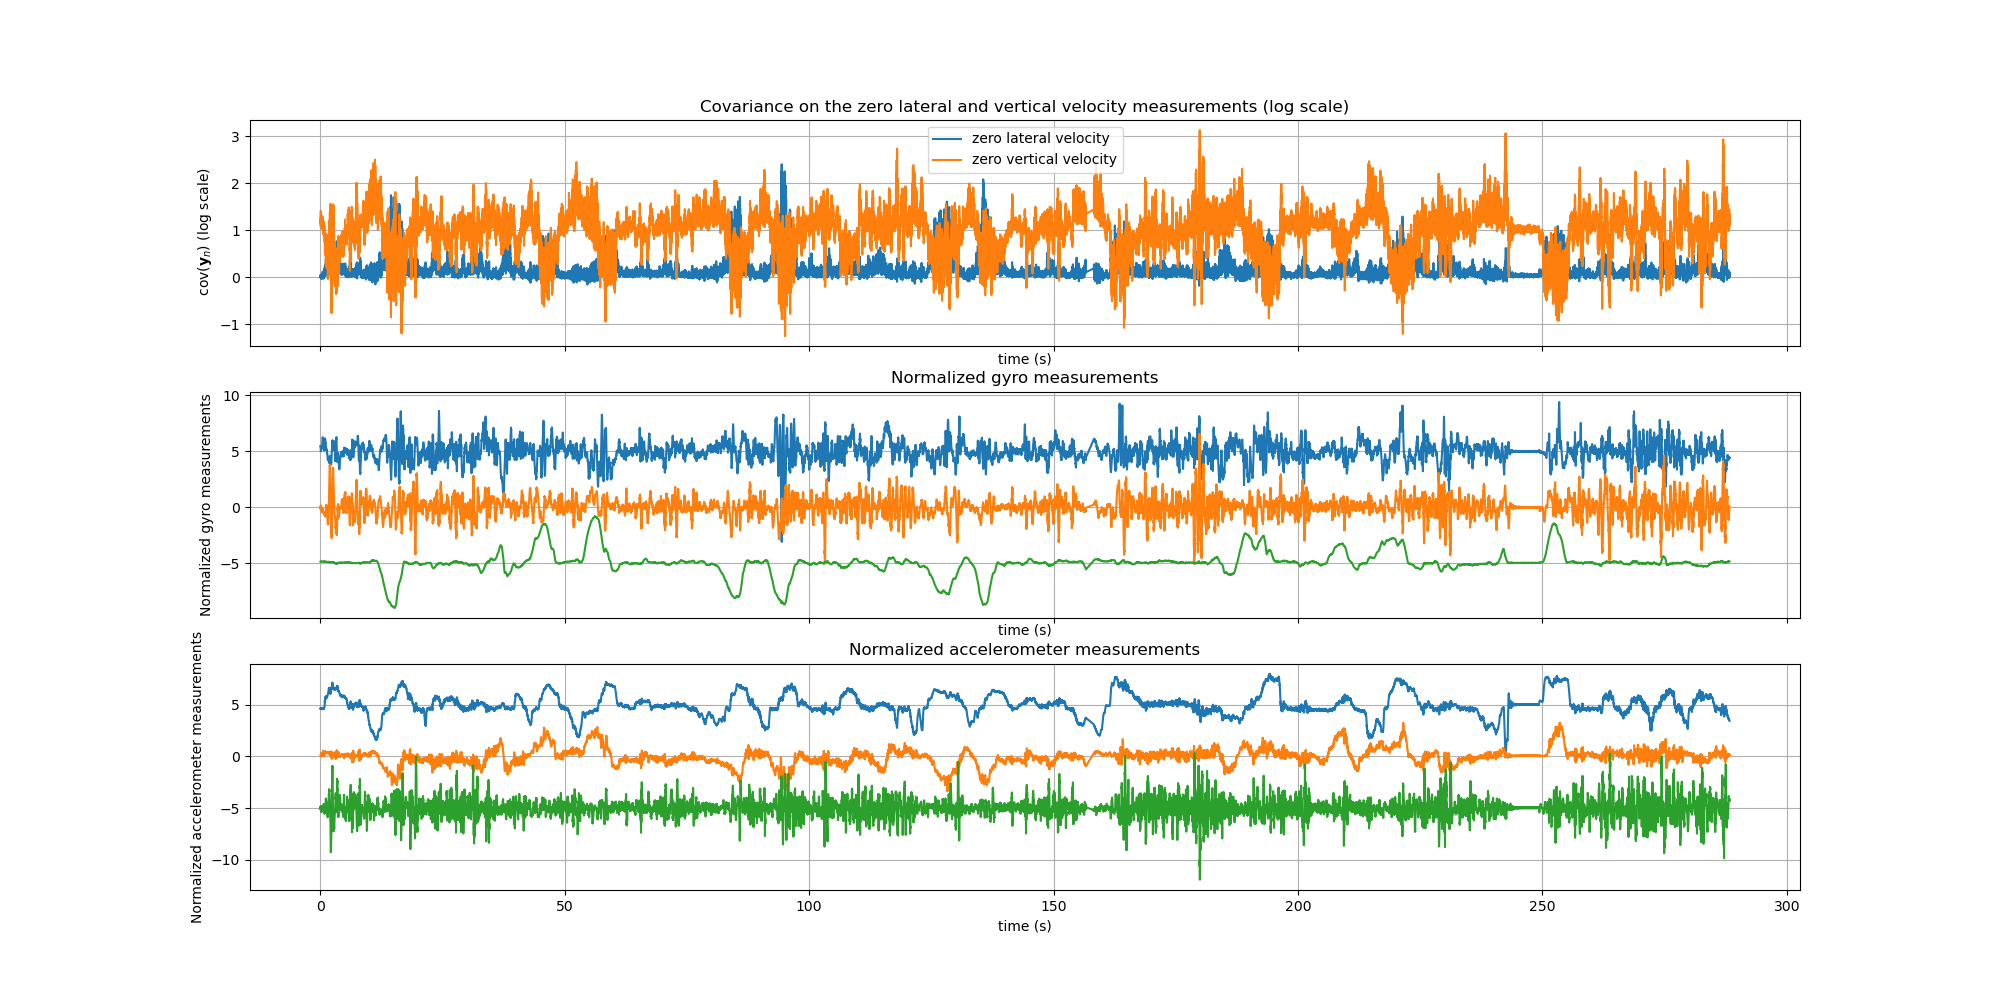 Covariance on the zero lateral and vertical velocity measurements (log scale)
cov(yₙ) (log scale)
3
2
1
0
−1
zero lateral velocity
zero vertical velocity
time (s)
Normalized gyro measurements
Normalized gyro measurements
10
5
0
−5
time (s)
Normalized accelerometer measurements
Normalized accelerometer measurements
5
0
−5
−10
0 50 100 150 200 250 300
time (s)